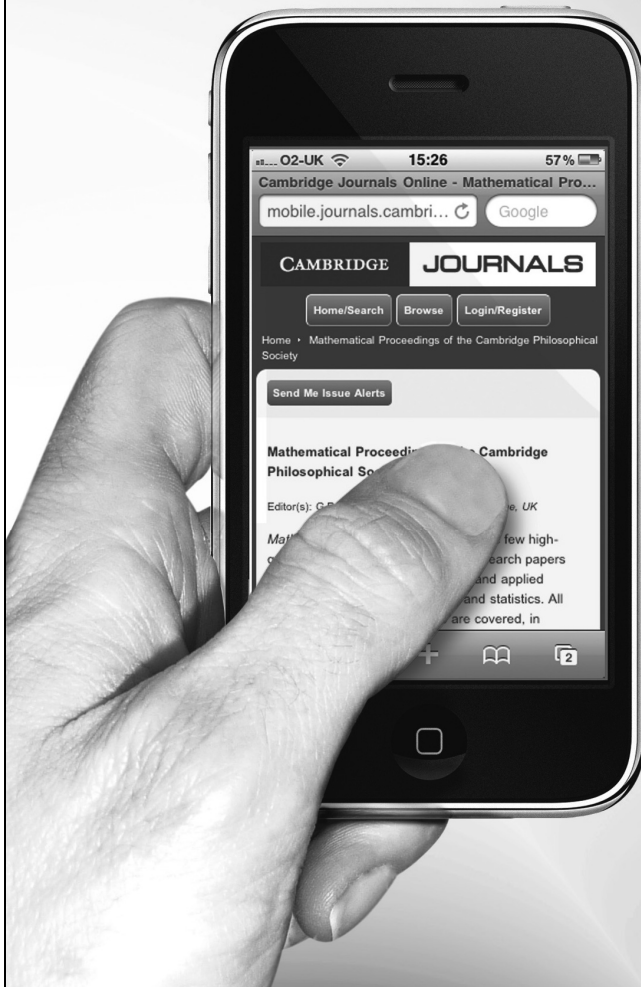 O2-UK 15:26 57%
Cambridge Journals Online - Mathematical Pro...
mobile.journals.cambri... Google
CAMBRIDGE JOURNALS
Home/Search Browse Login/Register
Home ‣ Mathematical Proceedings of the Cambridge Philosophical
Society
Send Me Issue Alerts
Mathematical Cambridge
Philosophical
Editor(s): UK
few high-
earch papers
and applied
and statistics. All
are covered, in
2